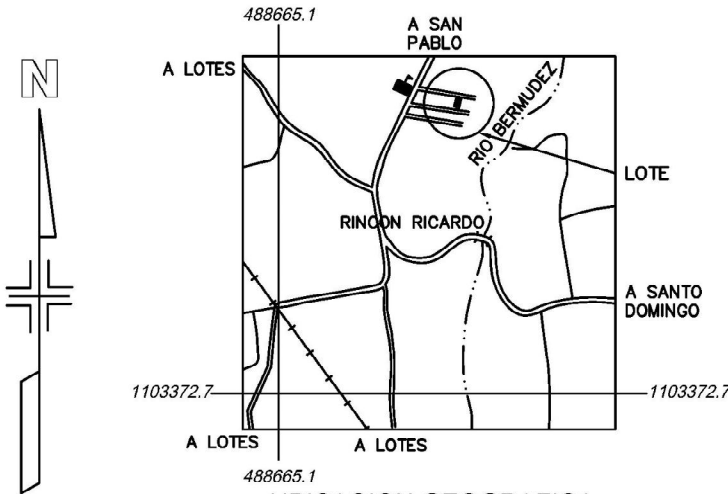 488665.1
A SAN
PABLO
A LOTES
N
RIO BERMUDEZ
LOTE
RINCON RICARDO
A SANTO
DOMINGO
1103372.7
1103372.7
A LOTES
A LOTES
488665.1